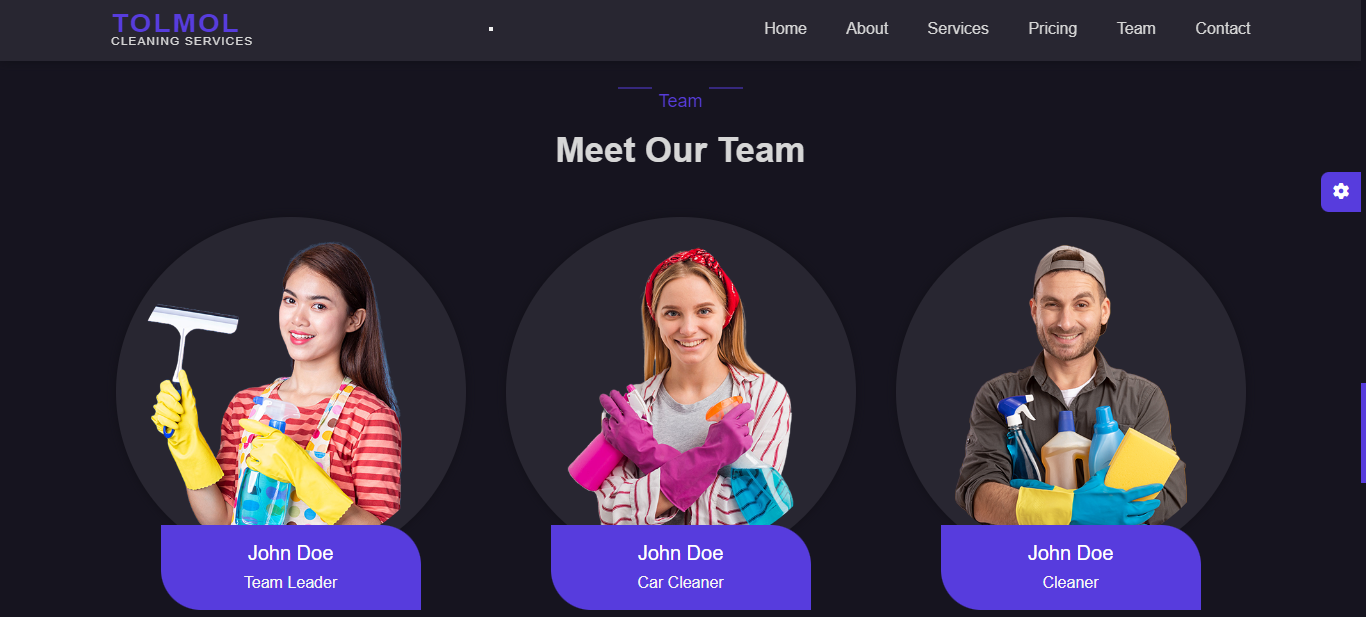 TOLMOL
CLEANING SERVICES
Home About Services Pricing Team Contact
Team
Meet Our Team
John Doe
Team Leader
John Doe
Car Cleaner
John Doe
Cleaner